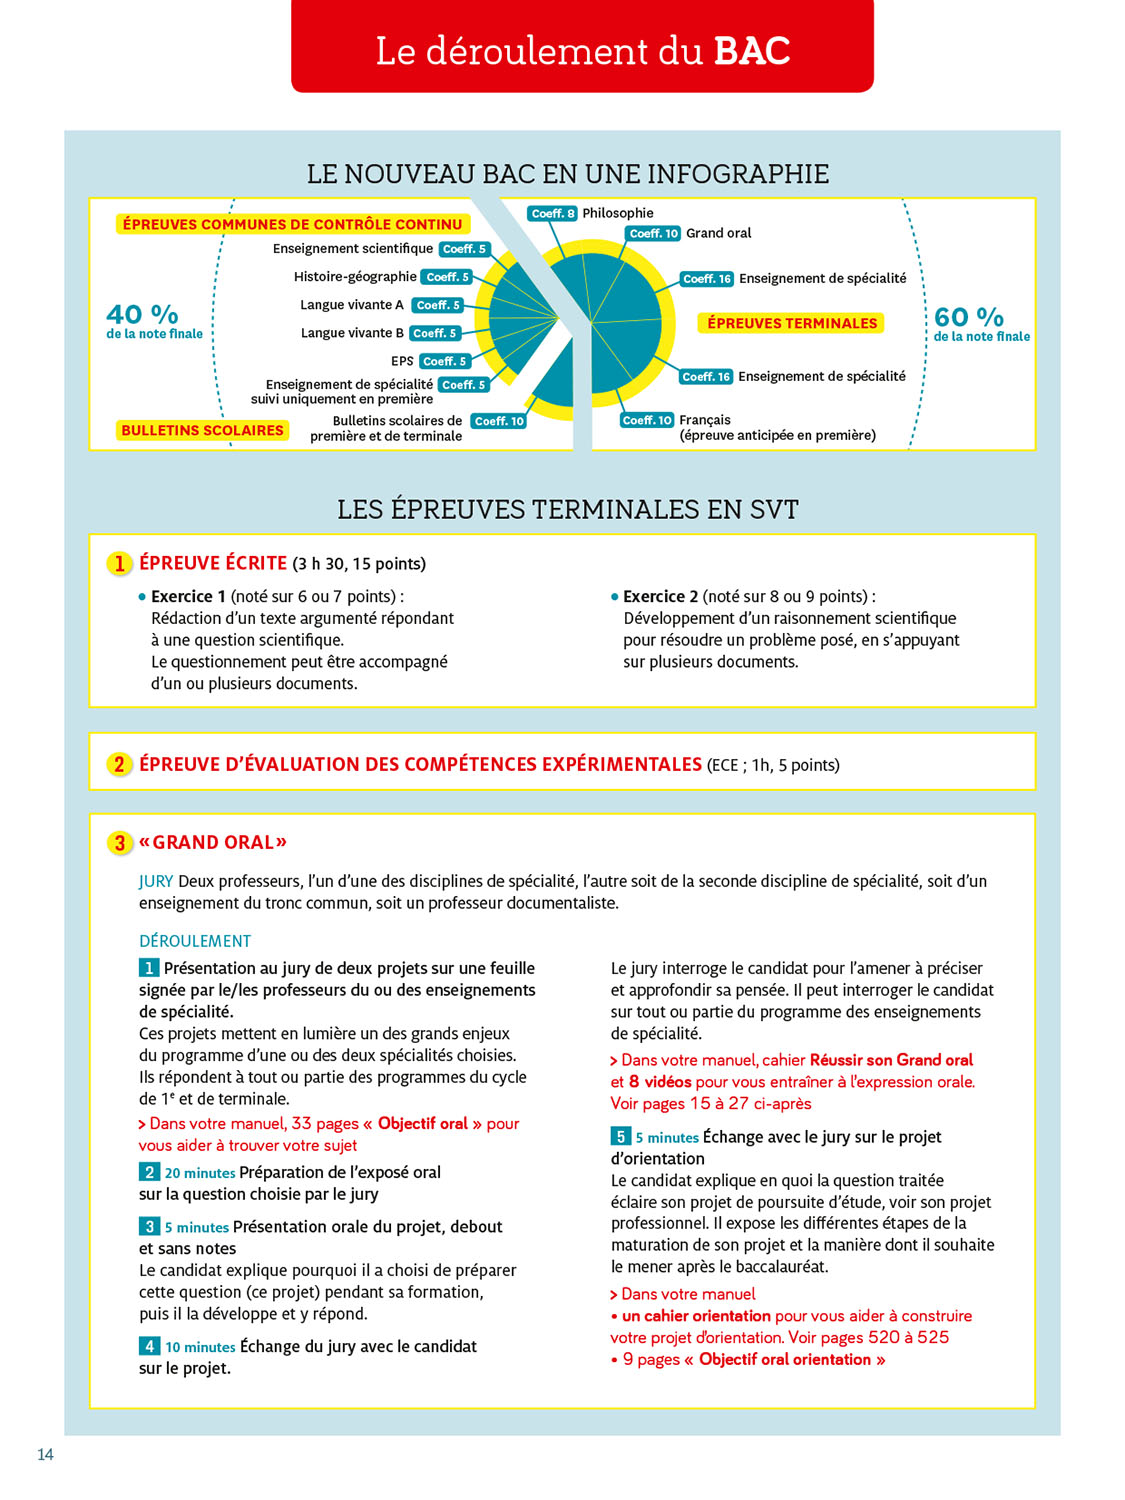 Le déroulement du BAC
LE NOUVEAU BAC EN UNE INFOGRAPHIE
ÉPREUVES COMMUNES DE CONTRÔLE CONTINU
Enseignement scientifique Coeff. 5
Histoire-géographie Coeff. 5
Langue vivante A Coeff. 5
Langue vivante B Coeff. 5
EPS Coeff. 5
Enseignement de spécialité Coeff. 5
suivi uniquement en première
40 %
de la note finale
BULLETINS SCOLAIRES
Bulletins scolaires de Coeff. 10
première et de terminale
Coeff. 8 Philosophie
Coeff. 10 Grand oral
Coeff. 16 Enseignement de spécialité
ÉPREUVES TERMINALES
60 %
de la note finale
Coeff. 16 Enseignement de spécialité
Coeff. 10 Français
(épreuve anticipée en première)
LES ÉPREUVES TERMINALES EN SVT
1 ÉPREUVE ÉCRITE (3 h 30, 15 points)
• Exercice 1 (noté sur 6 ou 7 points) :
Rédaction d’un texte argumenté répondant
à une question scientifique.
Le questionnement peut être accompagné
d’un ou plusieurs documents.
• Exercice 2 (noté sur 8 ou 9 points) :
Développement d’un raisonnement scientifique
pour résoudre un problème posé, en s’appuyant
sur plusieurs documents.
2 ÉPREUVE D’ÉVALUATION DES COMPÉTENCES EXPÉRIMENTALES (ECE ; 1h, 5 points)
3 « GRAND ORAL »
JURY Deux professeurs, l’un d’une des disciplines de spécialité, l’autre soit de la seconde discipline de spécialité, soit d’un
enseignement du tronc commun, soit un professeur documentaliste.
DÉROULEMENT
1 Présentation au jury de deux projets sur une feuille
signée par le/les professeurs du ou des enseignements
de spécialité.
Ces projets mettent en lumière un des grands enjeux
du programme d’une ou des deux spécialités choisies.
Ils répondent à tout ou partie des programmes du cycle
de 1e et de terminale.
> Dans votre manuel, 33 pages « Objectif oral » pour
vous aider à trouver votre sujet
2 20 minutes Préparation de l’exposé oral
sur la question choisie par le jury
3 5 minutes Présentation orale du projet, debout
et sans notes
Le candidat explique pourquoi il a choisi de préparer
cette question (ce projet) pendant sa formation,
puis il la développe et y répond.
4 10 minutes Échange du jury avec le candidat
sur le projet.
Le jury interroge le candidat pour l’amener à préciser
et approfondir sa pensée. Il peut interroger le candidat
sur tout ou partie du programme des enseignements
de spécialité.
> Dans votre manuel, cahier Réussir son Grand oral
et 8 vidéos pour vous entraîner à l’expression orale.
Voir pages 15 à 27 ci-après
5 5 minutes Échange avec le jury sur le projet
d’orientation
Le candidat explique en quoi la question traitée
éclaire son projet de poursuite d’étude, voir son projet
professionnel. Il expose les différentes étapes de la
maturation de son projet et la manière dont il souhaite
le mener après le baccalauréat.
> Dans votre manuel
• un cahier orientation pour vous aider à construire
votre projet d’orientation. Voir pages 520 à 525
• 9 pages « Objectif oral orientation »
14